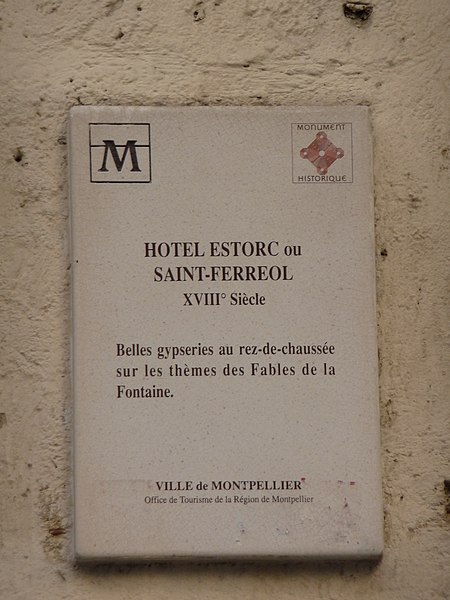 M
MONUMENT
HISTORIQUE
HOTEL ESTORC ou
SAINT-FERREOL
XVIII° Siècle
Belles gypseries au rez-de-chaussée
sur les thèmes des Fables de la
Fontaine.
VILLE de MONTPELLIER
Office de Tourisme de la Région de Montpellier